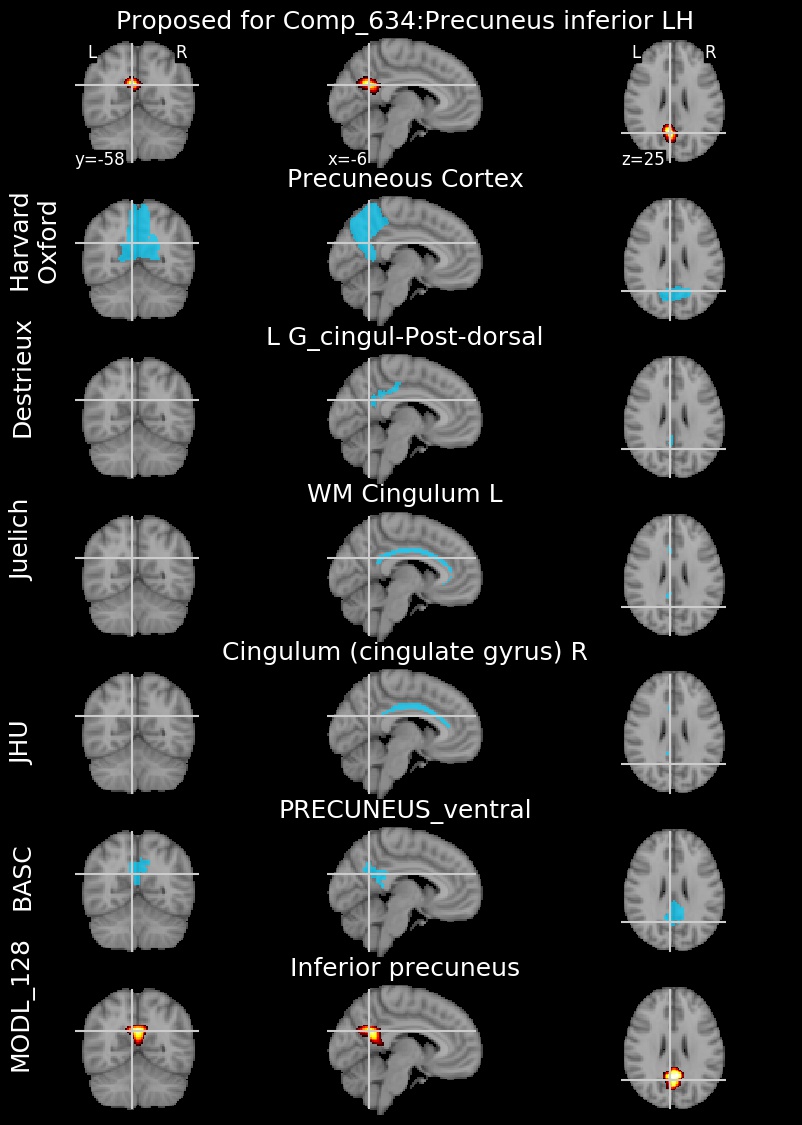 Proposed for Comp_634:Precuneus inferior LH
L R
L R
y=-58
x=-6
z=25
Precuneous Cortex
Harvard
Oxford
L G_cingul-Post-dorsal
Destrieux
WM Cingulum L
Juelich
Cingulum (cingulate gyrus) R
JHU
PRECUNEUS_ventral
BASC
Inferior precuneus
MODL_128